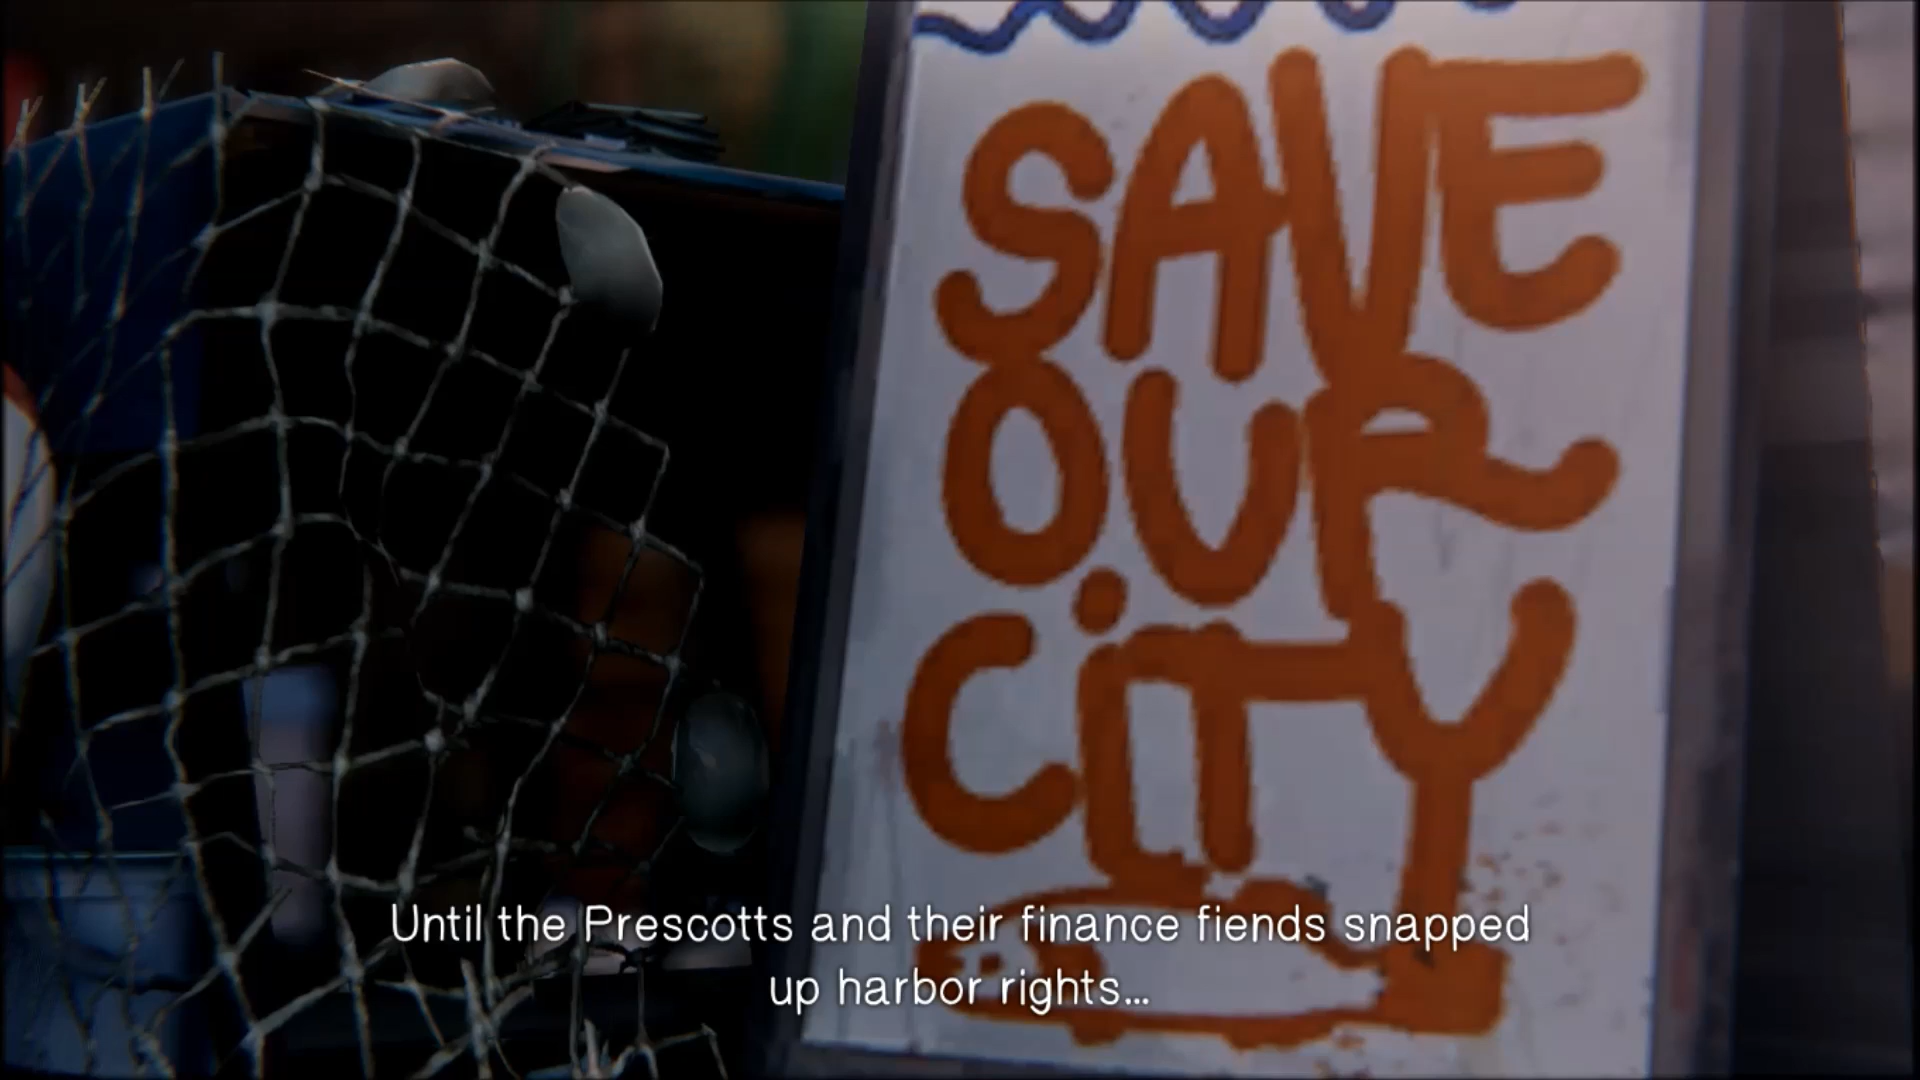 SAVE
OUR
CiTY
Until the Prescotts and their finance fiends snapped
up harbor rights...